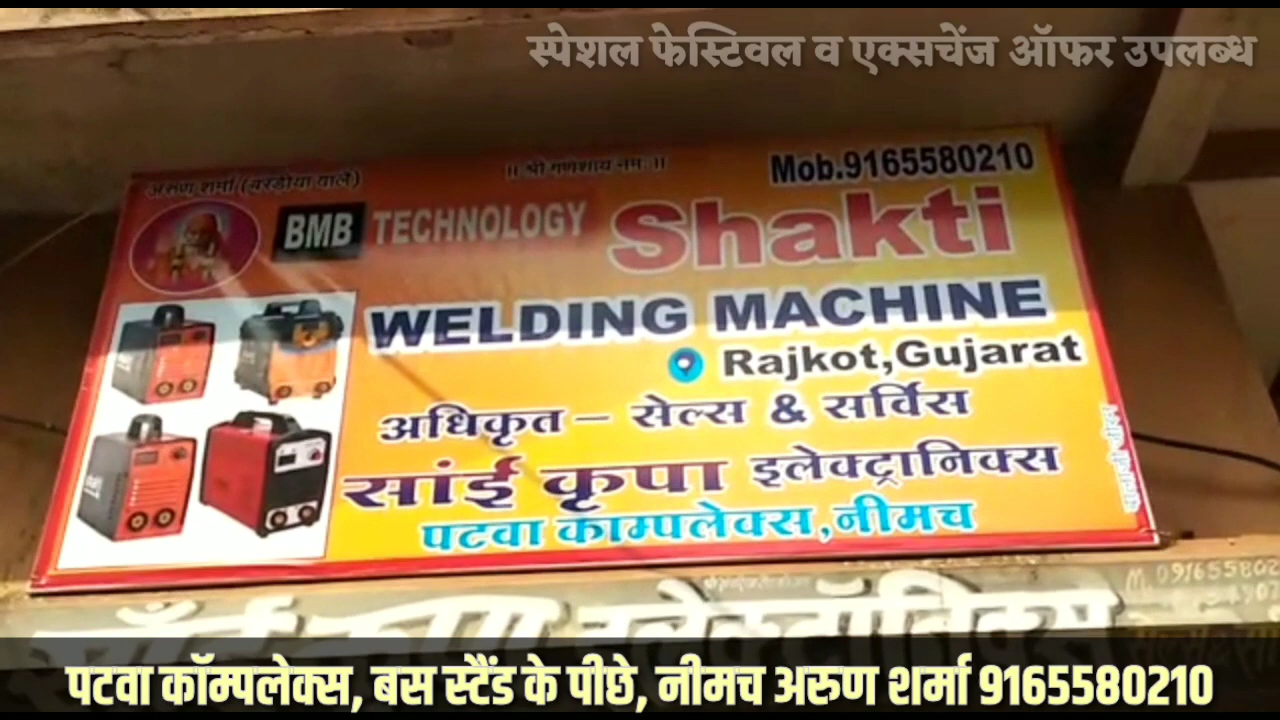 स्पेशल फेस्टिवल व एक्सचेंज ऑफर उपलब्ध
अरुण शर्मा (बरडीया वाले)
॥ श्री गणेशाय नमः ॥
Mob.9165580210
BMB TECHNOLOGY
Shakti
WELDING MACHINE
Rajkot,Gujarat
अधिकृत – सेल्स & सर्विस
सांई कृपा इलेक्ट्रानिक्स
पटवा काम्पलेक्स,नीमच
पटवा कॉम्पलेक्स, बस स्टैंड के पीछे, नीमच अरुण शर्मा 9165580210